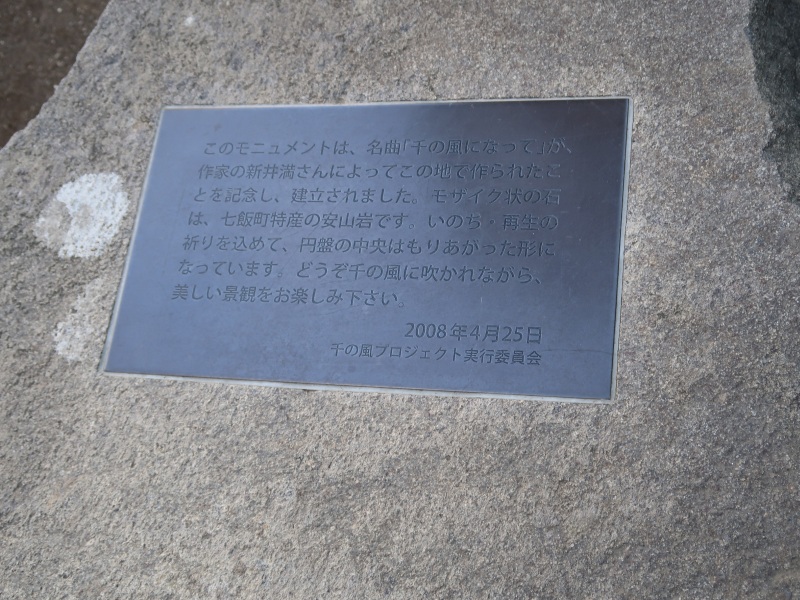 このモニュメントは、名曲「千の風になって」が、
作家の新井満さんによってこの地で作られたこ
とを記念し、建立されました。モザイク状の石
は、七飯町特産の安山岩です。いのち・再生の
祈りを込めて、円盤の中央はもりあがった形に
なっています。どうぞ千の風に吹かれながら、
美しい景観をお楽しみ下さい。
2008年4月25日
千の風プロジェクト実行委員会